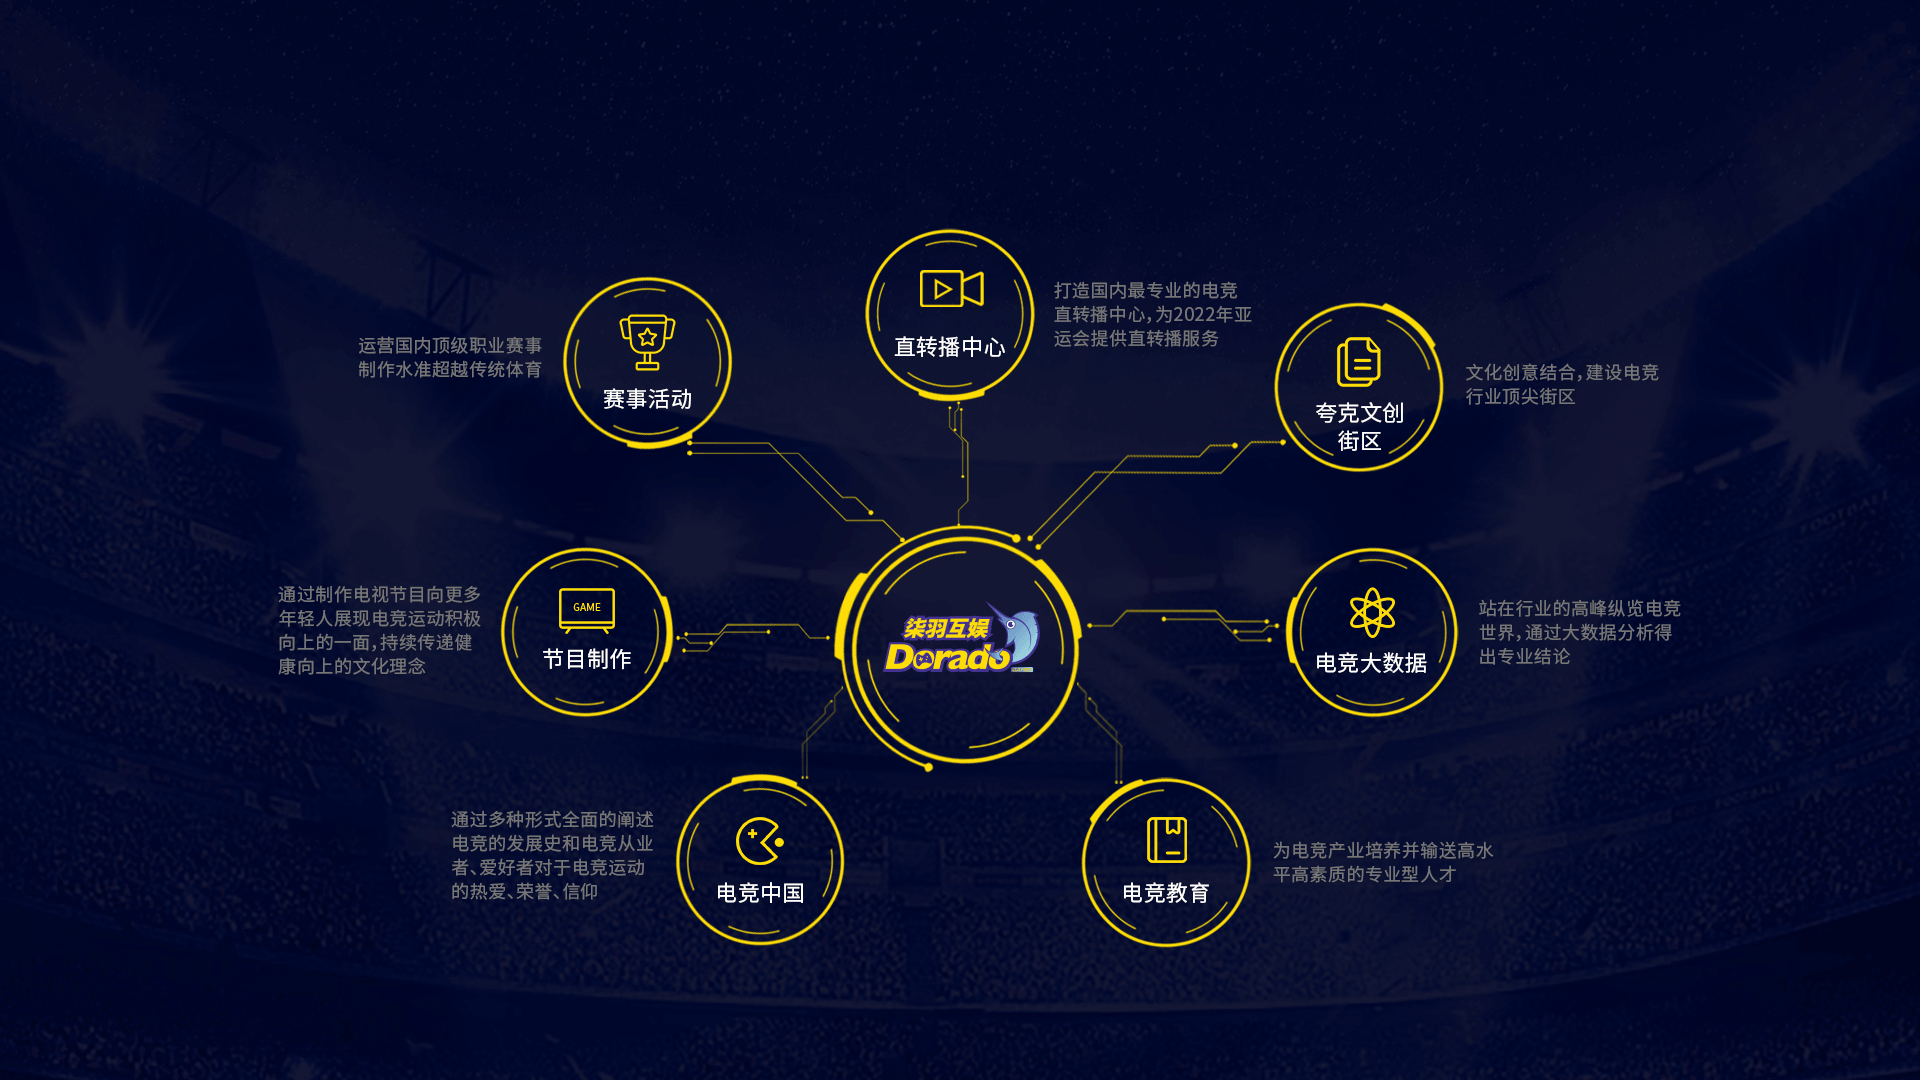 打造国内最专业的电竞
直转播中心，为2022年亚
运会提供直转播服务
直转播中心
运营国内顶级职业赛事
制作水准超越传统体育
赛事活动
文化创意结合，建设电竞
行业顶尖街区
夸克文创
街区
通过制作电视节目向更多
年轻人展现电竞运动积极
向上的一面，持续传递健
康向上的文化理念
GAME
节目制作
柒羽互娱
Dorado
站在行业的高峰纵览电竞
世界，通过大数据分析得
出专业结论
电竞大数据
通过多种形式全面的阐述
电竞的发展史和电竞从业
者、爱好者对于电竞运动
的热爱、荣誉、信仰
电竞中国
为电竞产业培养并输送高水
平高素质的专业型人才
电竞教育
FOOTBALL